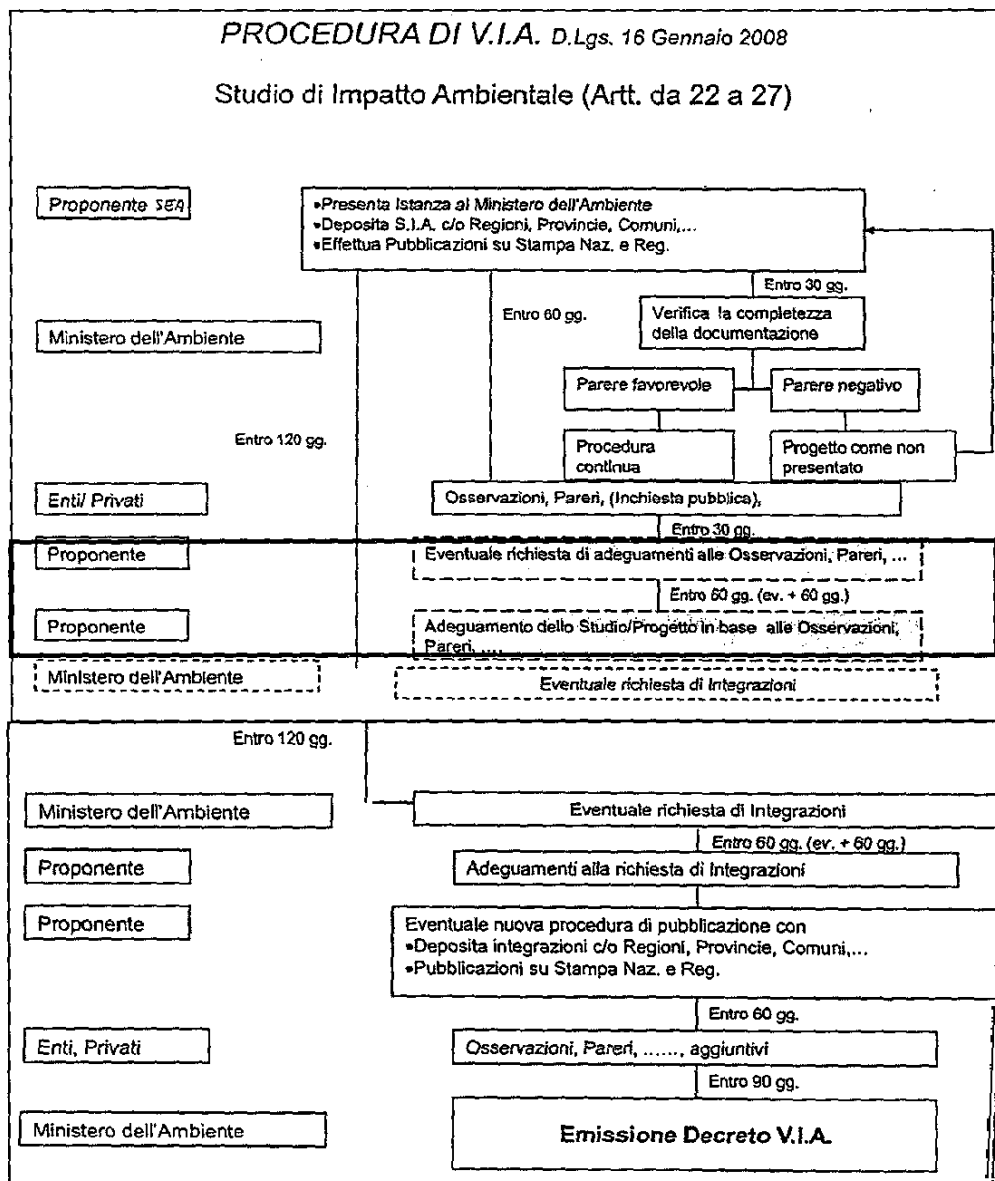 PROCEDURA DI V.I.A. D.Lgs. 16 Gennaio 2008
Studio di Impatto Ambientale (Artt. da 22 a 27)
Proponente SEA
•Presenta Istanza al Ministero dell'Ambiente
•Deposita S.I.A. c/o Regioni, Provincie, Comuni,...
•Effettua Pubblicazioni su Stampa Naz. e Reg.
Entro 30 gg.
Entro 60 gg.
Ministero dell'Ambiente
Verifica la completezza
della documentazione
Parere favorevole
Parere negativo
Entro 120 gg.
Procedura
continua
Progetto come non
presentato
Enti/ Privati
Osservazioni, Pareri, (Inchiesta pubblica),
Entro 30 gg.
Proponente
Eventuale richiesta di adeguamenti alle Osservazioni, Pareri, ...
Entro 60 gg. (ev. + 60 gg.)
Proponente
Adeguamento dello Studio/Progetto in base alle Osservazioni,
Pareri, ....
Ministero dell'Ambiente
Eventuale richiesta di Integrazioni
Entro 120 gg.
Ministero dell'Ambiente
Eventuale richiesta di Integrazioni
Entro 60 gg. (ev. + 60 gg.)
Proponente
Adeguamenti alla richiesta di Integrazioni
Proponente
Eventuale nuova procedura di pubblicazione con
•Deposita integrazioni c/o Regioni, Provincie, Comuni,...
•Pubblicazioni su Stampa Naz. e Reg.
Entro 60 gg.
Enti, Privati
Osservazioni, Pareri, ......, aggiuntivi
Entro 90 gg.
Ministero dell'Ambiente
Emissione Decreto V.I.A.